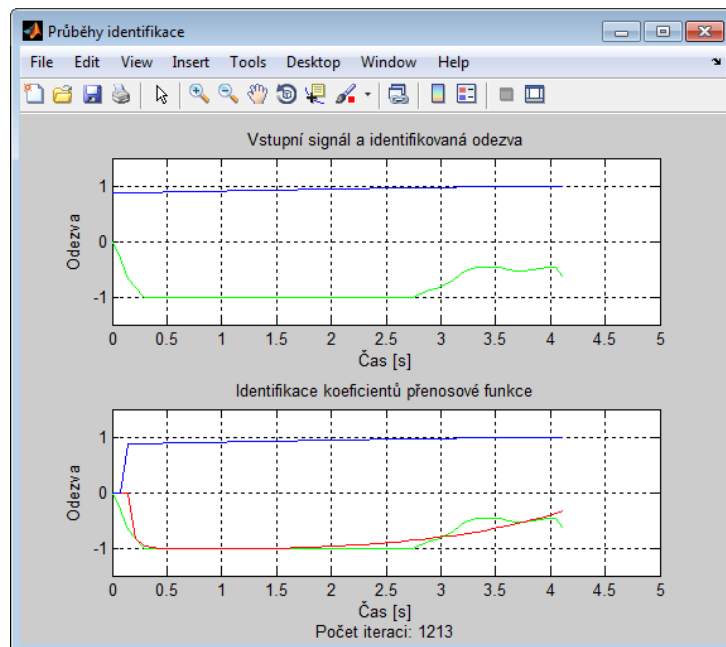 Průběhy identifikace
File Edit View Insert Tools Desktop Window Help
Vstupní signál a identifikovaná odezva
Odezva
1
0
-1
0 0.5 1 1.5 2 2.5 3 3.5 4 4.5 5
Čas [s]
Identifikace koeficientů přenosové funkce
Odezva
1
0
-1
0 0.5 1 1.5 2 2.5 3 3.5 4 4.5 5
Čas [s]
Počet iteraci: 1213